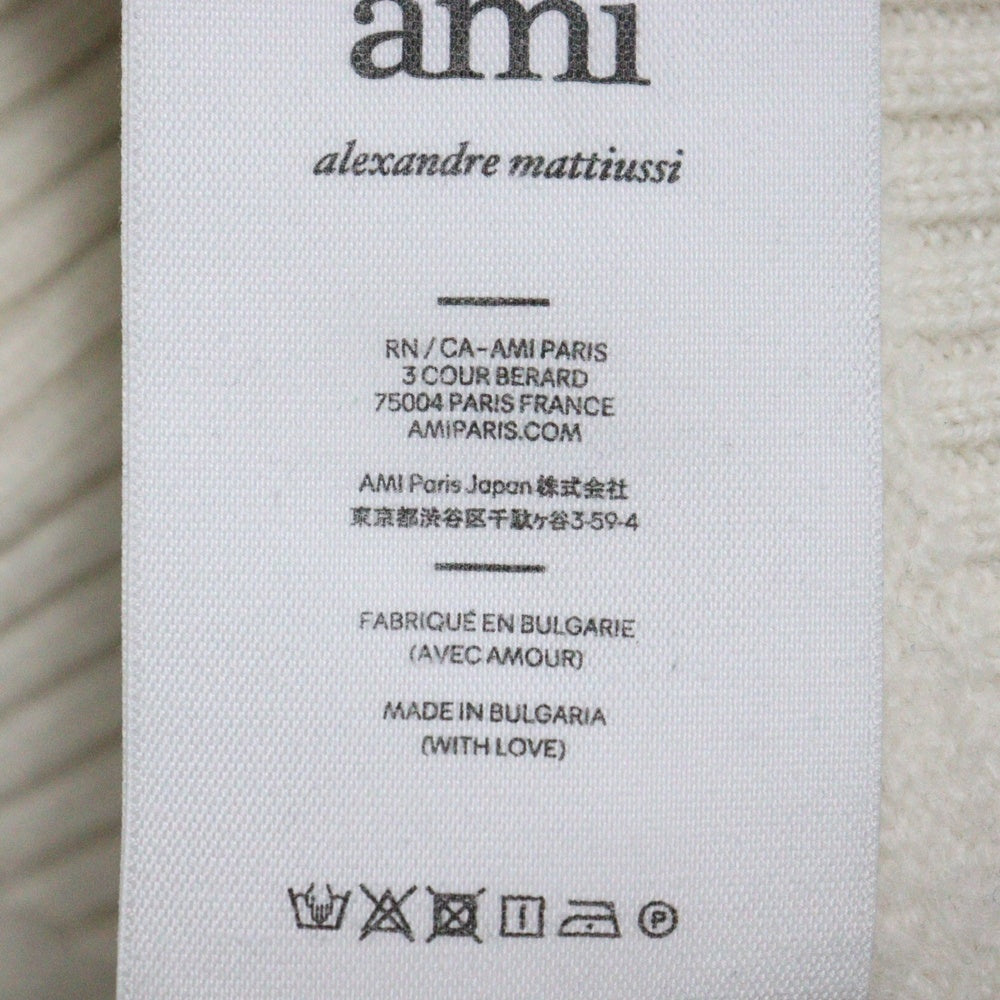 ami
alexandre mattiussi
RN / CA-AMI PARIS
3 COUR BERARD
75004 PARIS FRANCE
AMIPARIS.COM
AMI Paris Japan 株式会社
東京都渋谷区千駄ヶ谷3-59-4
FABRIQUÉ EN BULGARIE
(AVEC AMOUR)
MADE IN BULGARIA
(WITH LOVE)
P